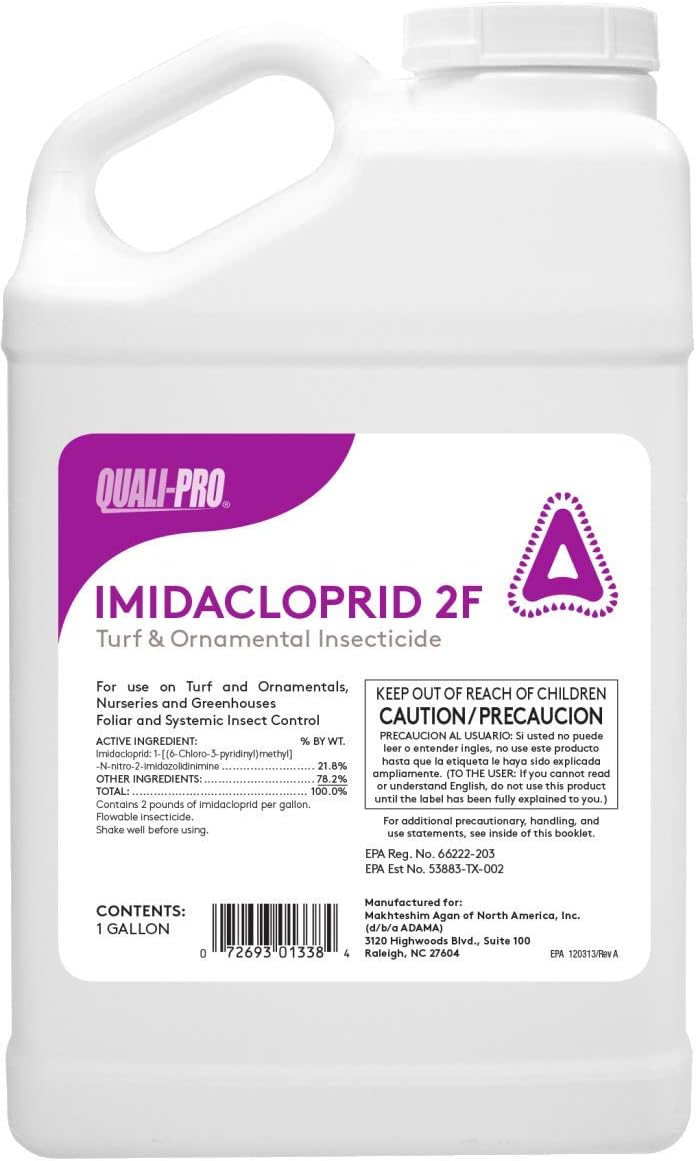 QUALI-PRO®
IMIDACLOPRID 2F
Turf & Ornamental Insecticide
For use on Turf and Ornamentals,
Nurseries and Greenhouses
Foliar and Systemic Insect Control
ACTIVE INGREDIENT: % BY WT.
Imidacloprid: 1-[(6-Chloro-3-pyridinyl)methyl]
-N-nitro-2-imidazolidinimine ........................ 21.8%
OTHER INGREDIENTS: ............................ 78.2%
TOTAL: ................................................ 100.0%
Contains 2 pounds of imidacloprid per gallon.
Flowable insecticide.
Shake well before using.
KEEP OUT OF REACH OF CHILDREN
CAUTION/PRECAUCION
PRECAUCION AL USUARIO: Si usted no puede
leer o entender ingles, no use este producto
hasta que la etiqueta le haya sido explicada
ampliamente. (TO THE USER: If you cannot read
or understand English, do not use this product
until the label has been fully explained to you.)
For additional precautionary, handling, and
use statements, see inside of this booklet.
EPA Reg. No. 66222-203
EPA Est No. 53883-TX-002
CONTENTS:
1 GALLON
0 72693 01338 4
Manufactured for:
Makhteshim Agan of North America, Inc.
(d/b/a ADAMA)
3120 Highwoods Blvd., Suite 100
Raleigh, NC 27604
EPA 120313/Rev A